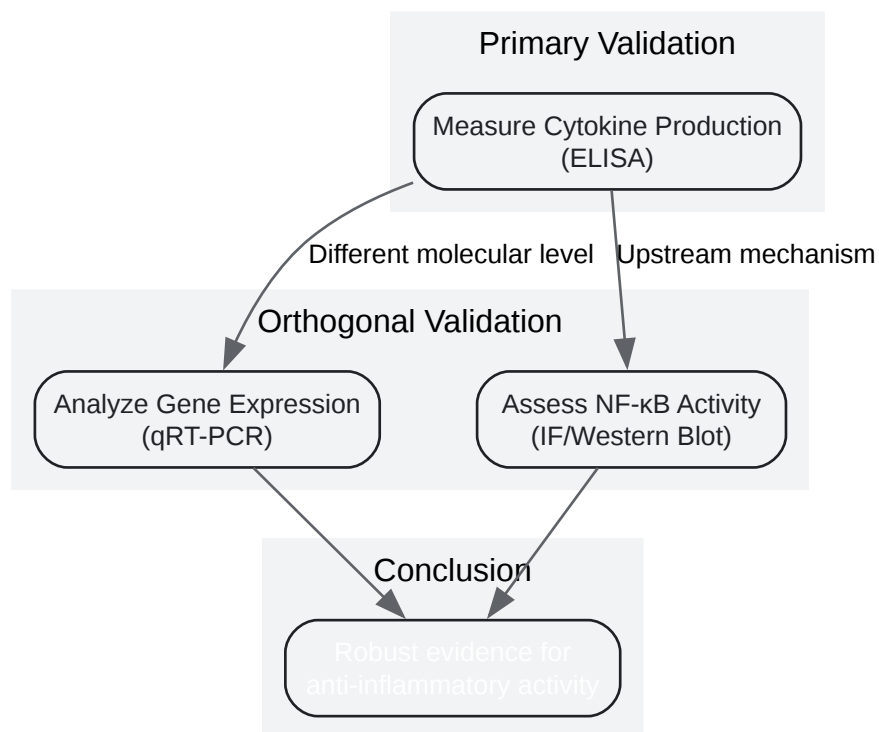 Primary Validation
Measure Cytokine Production
(ELISA)
Different molecular level
Upstream mechanism
Orthogonal Validation
Analyze Gene Expression
(qRT-PCR)
Assess NF-κB Activity
(IF/Western Blot)
Conclusion
Robust evidence for
anti-inflammatory activity